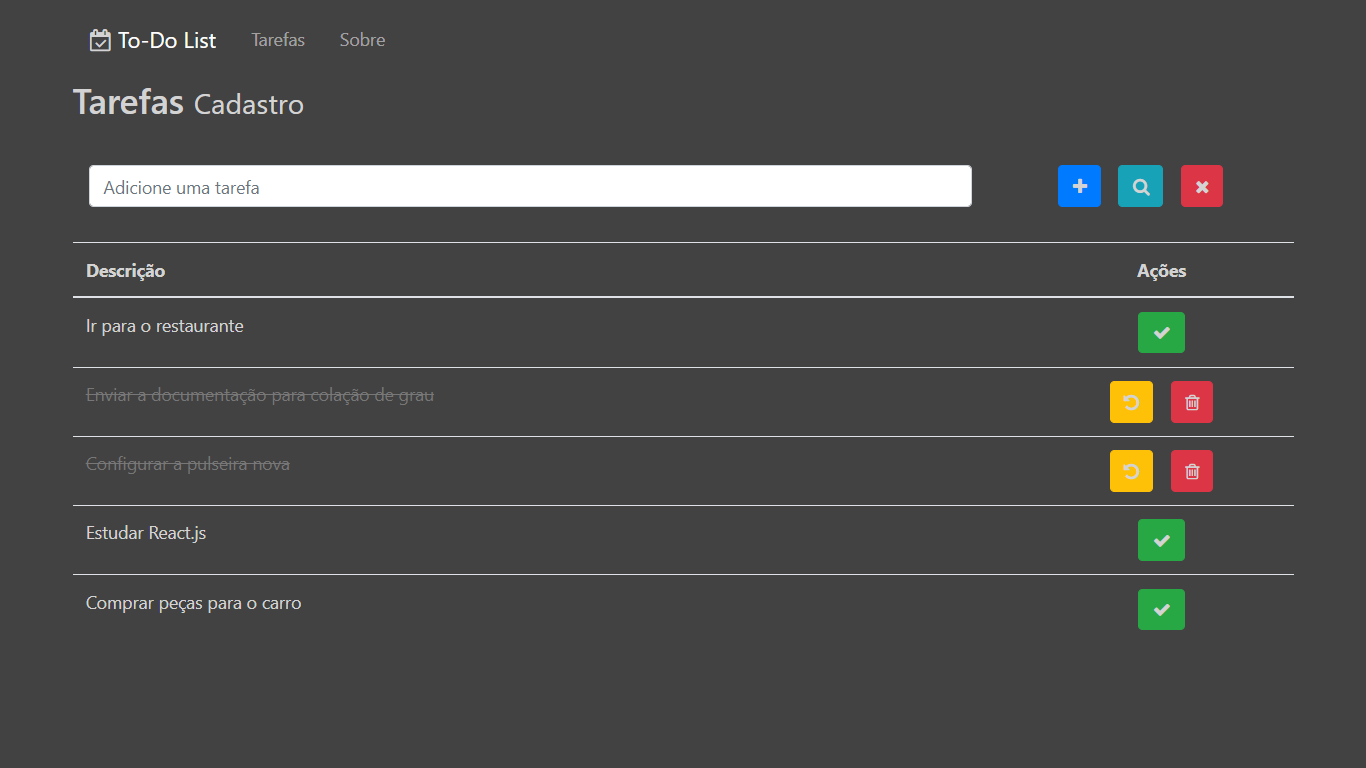 To-Do List Tarefas Sobre
Tarefas Cadastro
Adicione uma tarefa
Descrição Ações
Ir para o restaurante
Enviar a documentação para colação de grau
Configurar a pulseira nova
Estudar React.js
Comprar peças para o carro